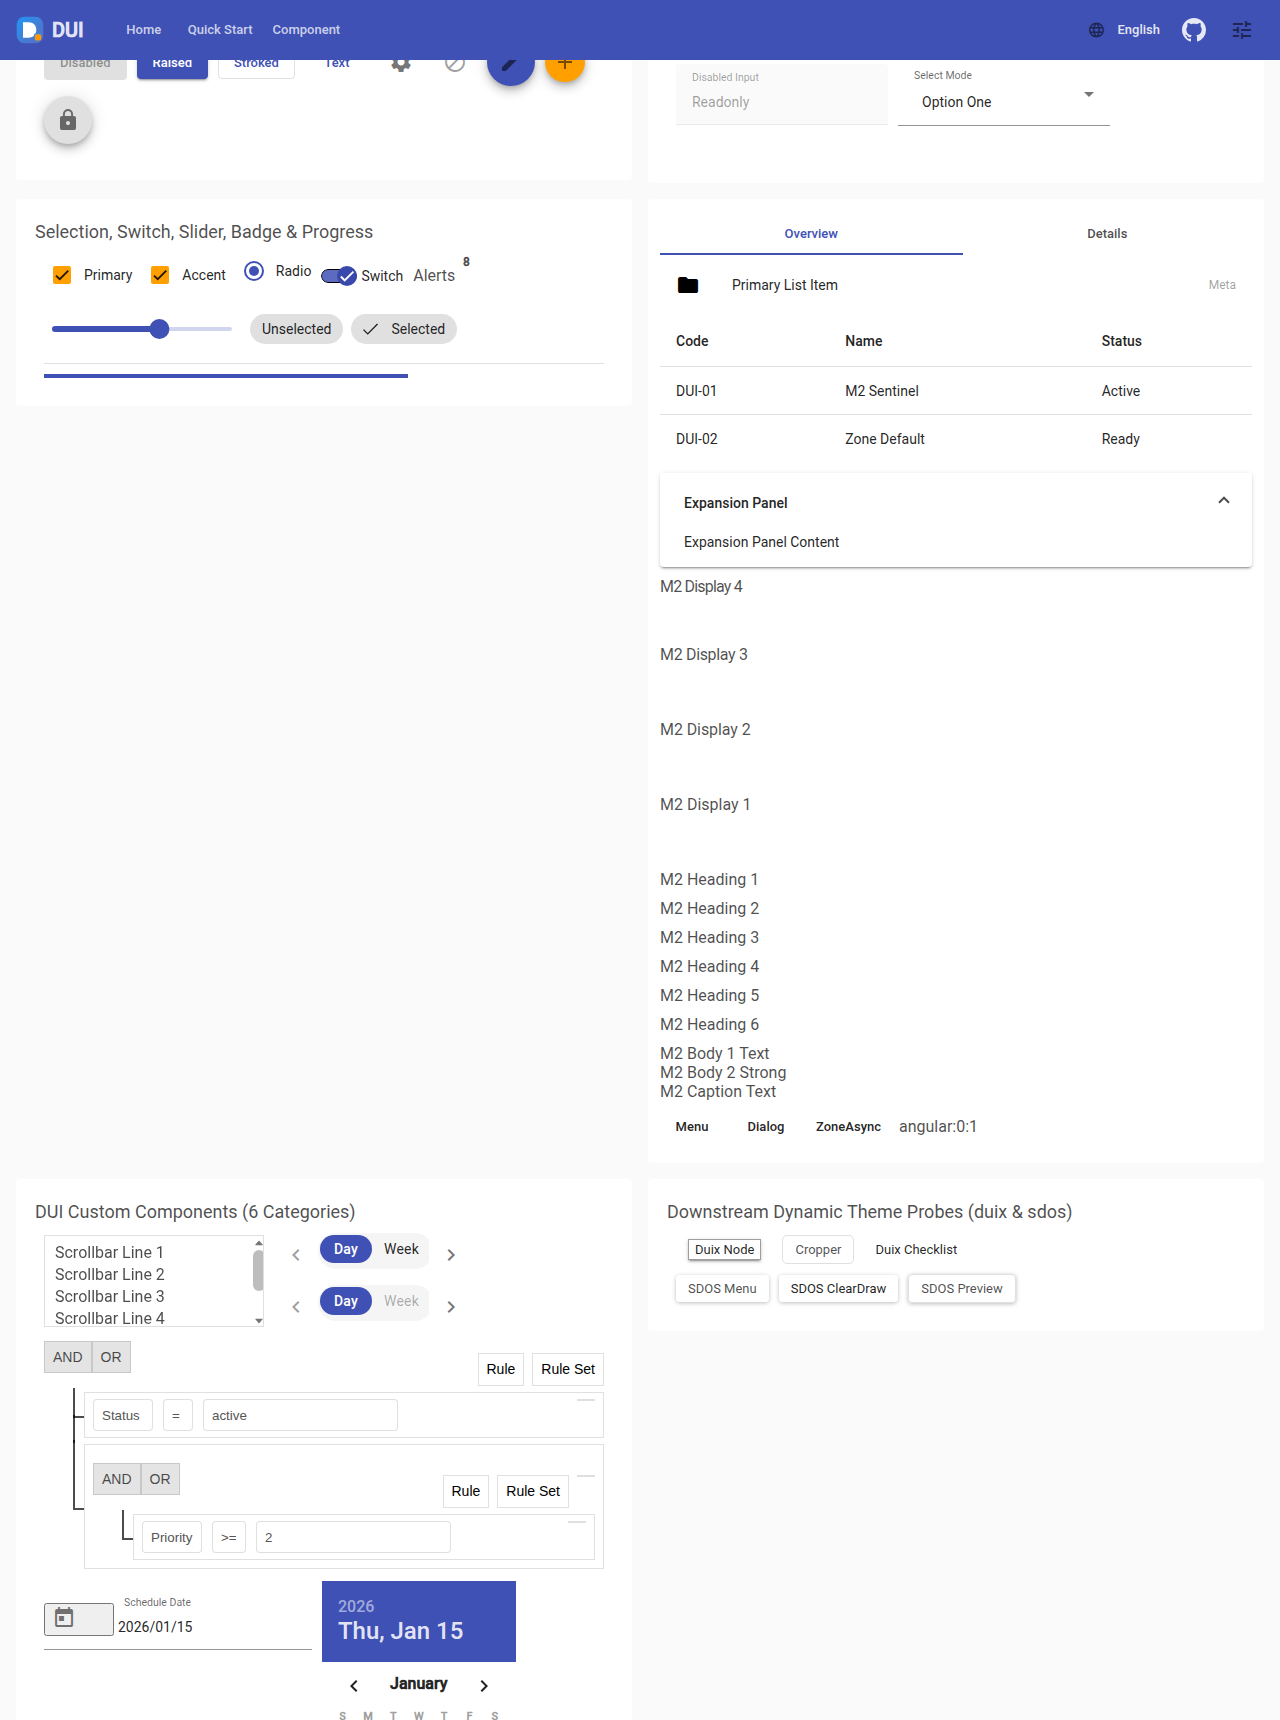 DUI
Home
Quick Start
Component
English
Disabled
Raised
Stroked
Text
Disabled Input
Readonly
Select Mode
Option One
Selection, Switch, Slider, Badge & Progress
Primary
Accent
Radio
Switch
Alerts
8
Unselected
Selected
Overview
Details
Primary List Item
Meta
Code
Name
Status
DUI-01
M2 Sentinel
Active
DUI-02
Zone Default
Ready
Expansion Panel
Expansion Panel Content
M2 Display 4
M2 Display 3
M2 Display 2
M2 Display 1
M2 Heading 1
M2 Heading 2
M2 Heading 3
M2 Heading 4
M2 Heading 5
M2 Heading 6
M2 Body 1 Text
M2 Body 2 Strong
M2 Caption Text
Menu
Dialog
ZoneAsync
angular:0:1
DUI Custom Components (6 Categories)
Scrollbar Line 1
Scrollbar Line 2
Scrollbar Line 3
Scrollbar Line 4
Day
Week
Day
Week
AND
OR
Rule
Rule Set
Status
=
active
AND
OR
Rule
Rule Set
Priority
>=
2
Schedule Date
2026/01/15
2026
Thu, Jan 15
January
S M T W T F S
Downstream Dynamic Theme Probes (duix & sdos)
Duix Node
Cropper
Duix Checklist
SDOS Menu
SDOS ClearDraw
SDOS Preview